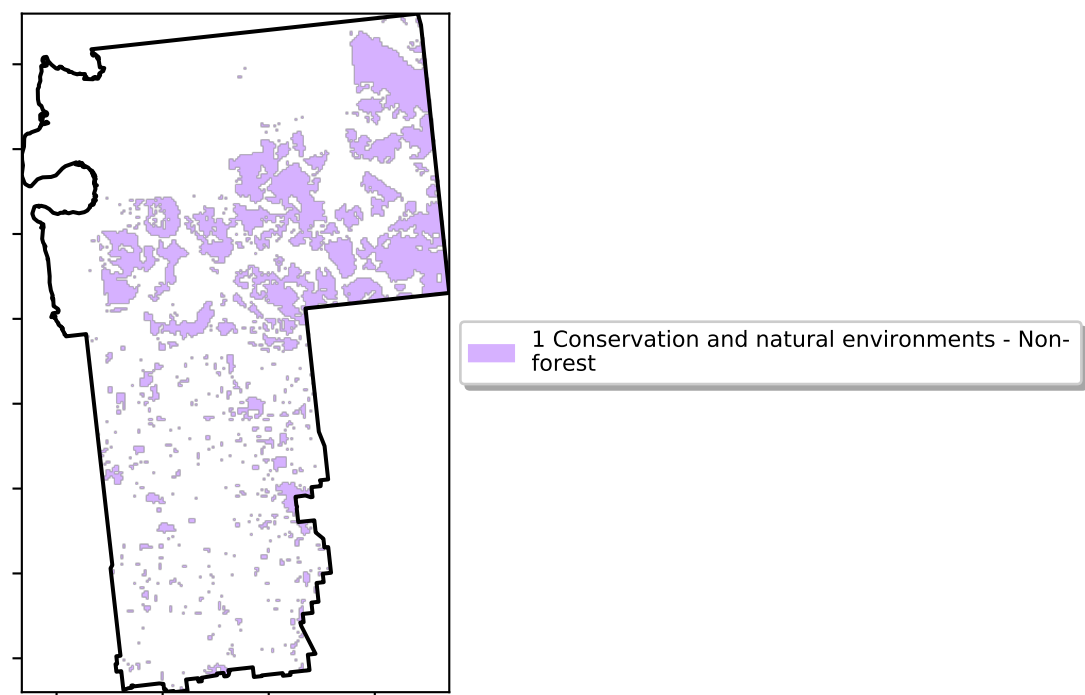 1 Conservation and natural environments - Non-
forest